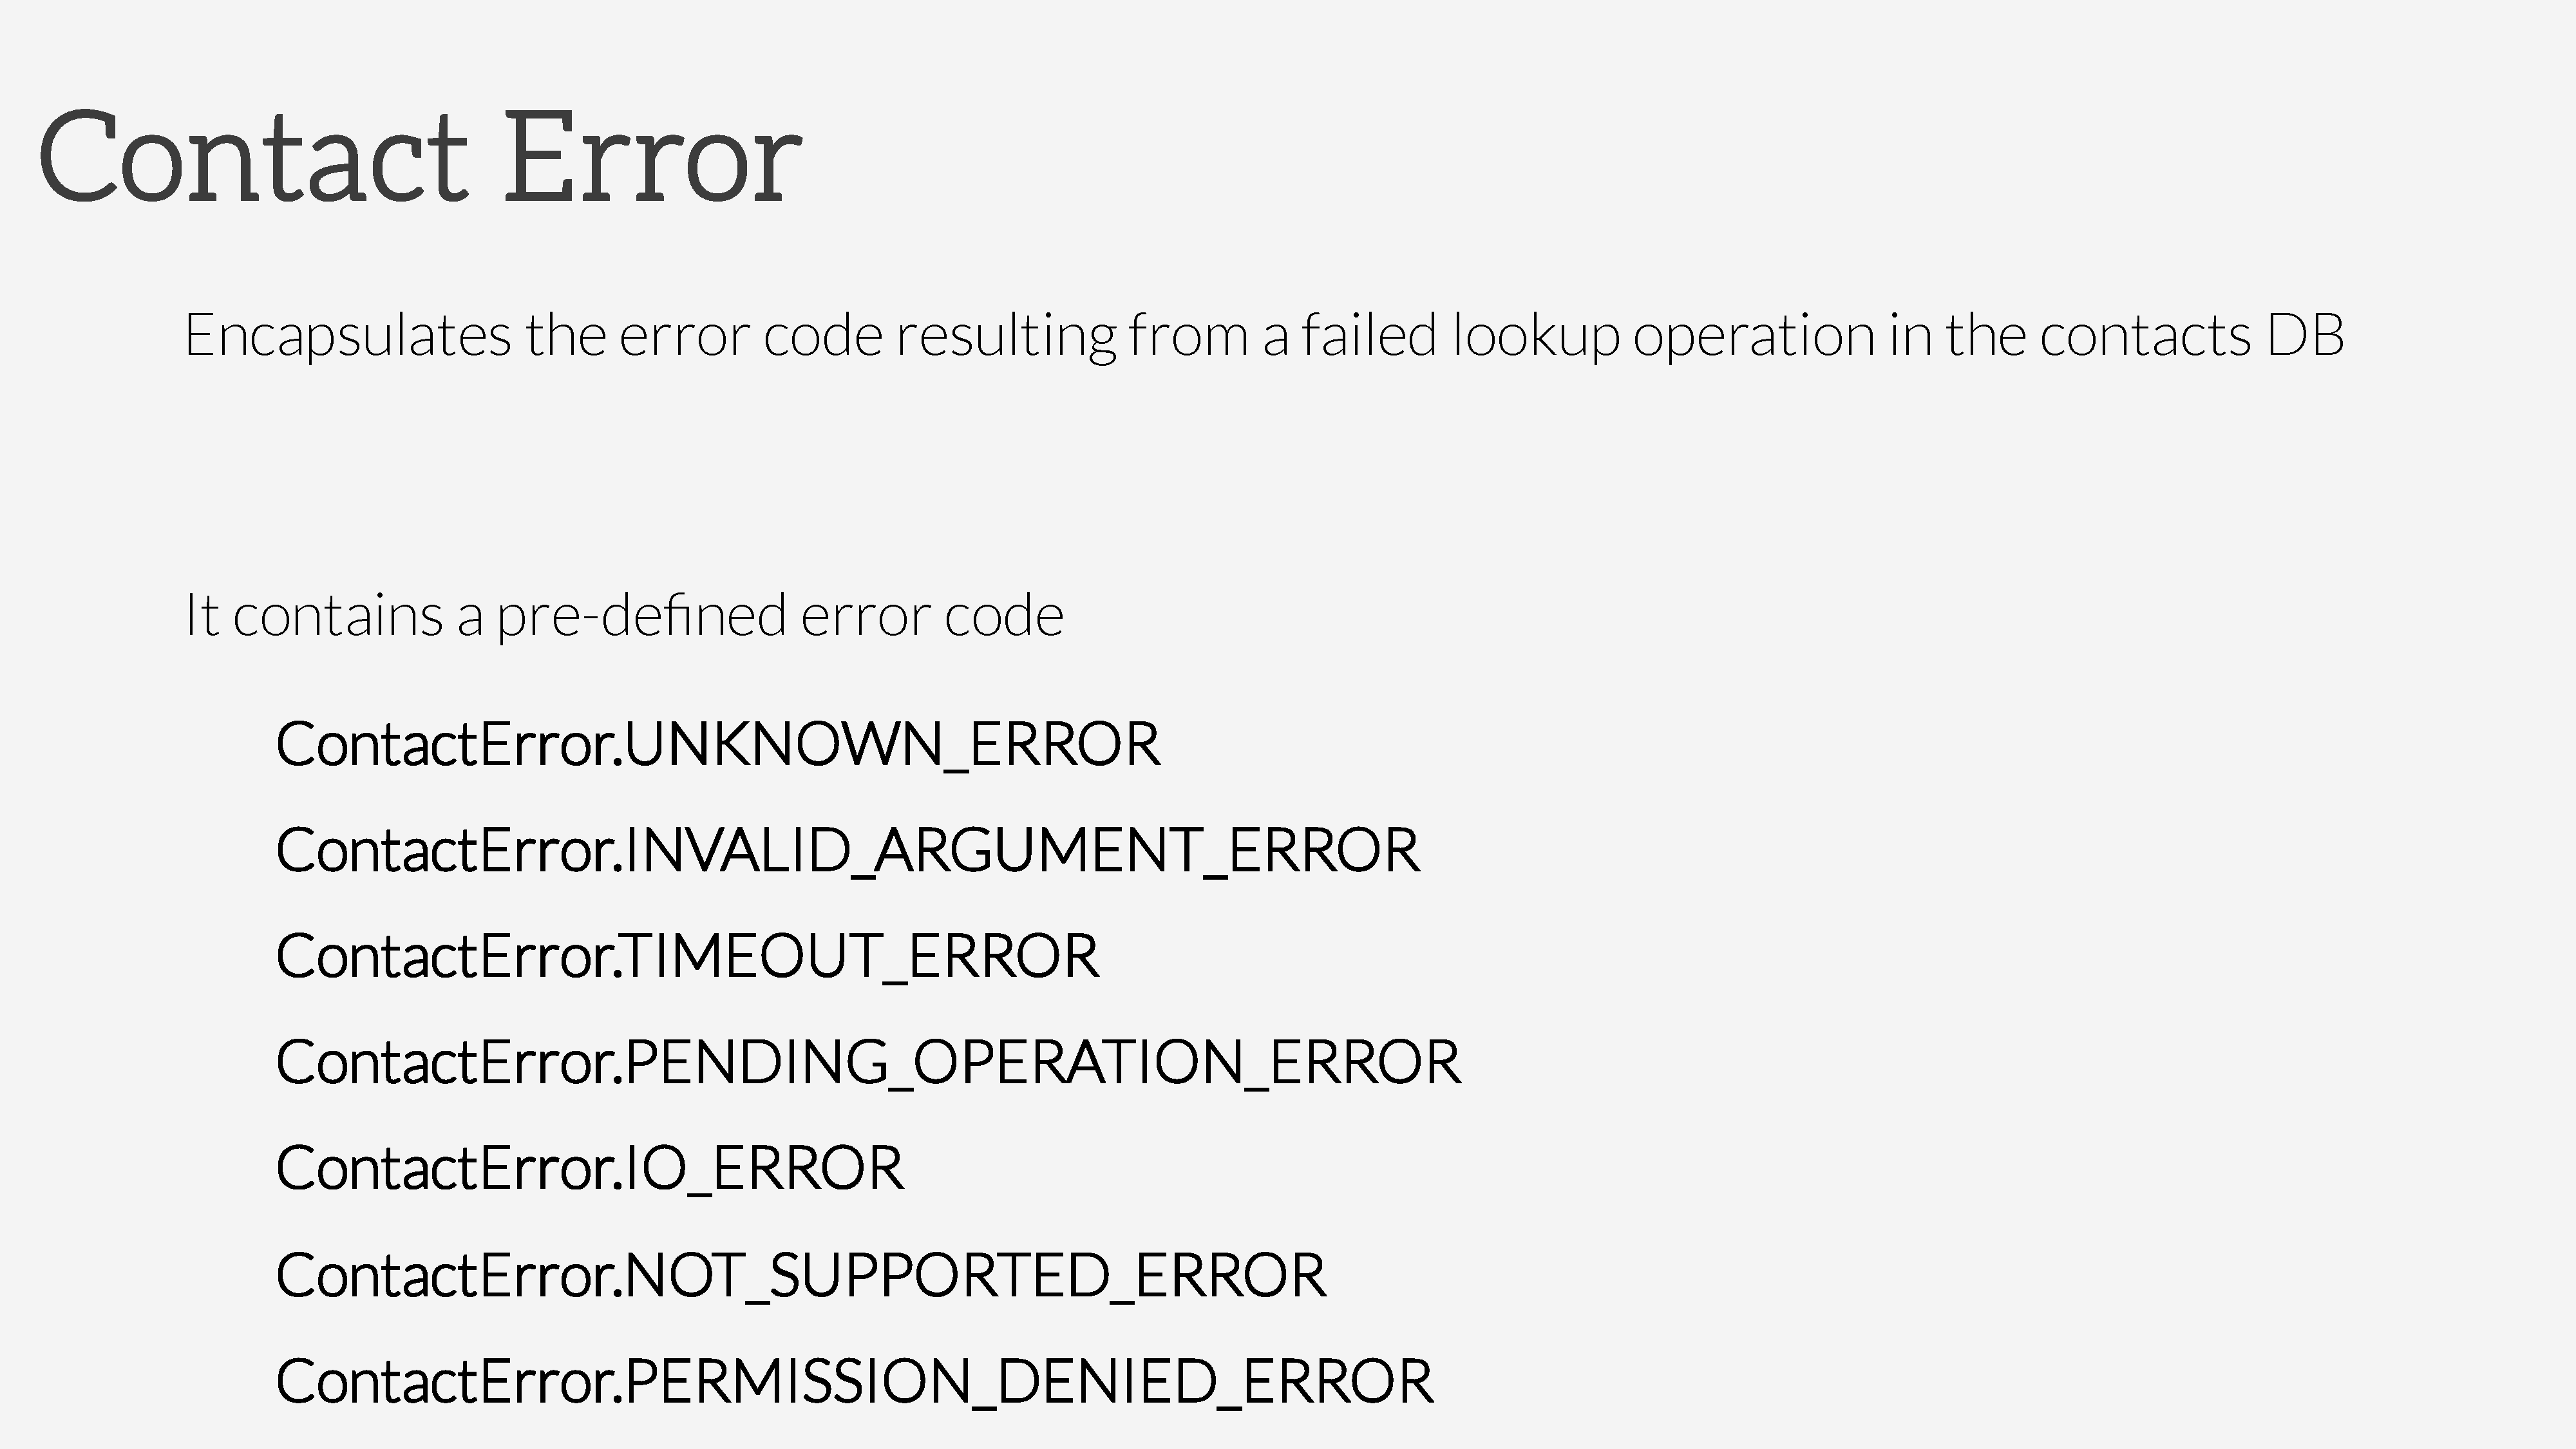 Contact Error
Encapsulates the error code resulting from a failed lookup operation in the contacts DB
It contains a pre-defined error code
ContactError.UNKNOWN_ERROR
ContactError.INVALID_ARGUMENT_ERROR
ContactError.TIMEOUT_ERROR
ContactError.PENDING_OPERATION_ERROR
ContactError.IO_ERROR
ContactError.NOT_SUPPORTED_ERROR
ContactError.PERMISSION_DENIED_ERROR